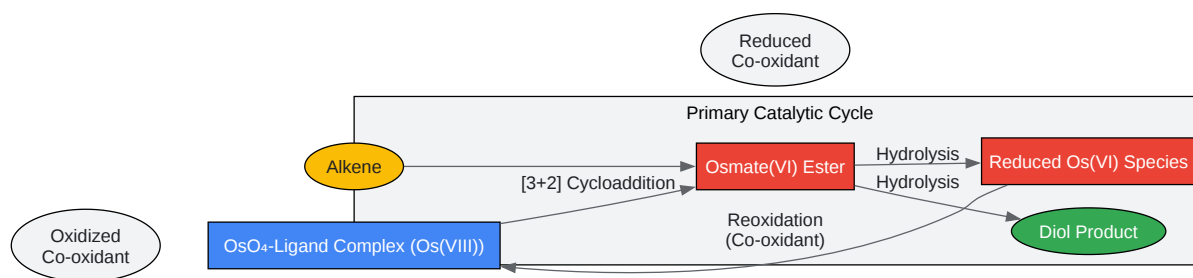 Reduced
Co-oxidant
Primary Catalytic Cycle
Alkene
[3+2] Cycloaddition
Osmate(VI) Ester
Hydrolysis
Hydrolysis
Reduced Os(VI) Species
Oxidized
Co-oxidant
OsO₄-Ligand Complex (Os(VIII))
Reoxidation
(Co-oxidant)
Diol Product